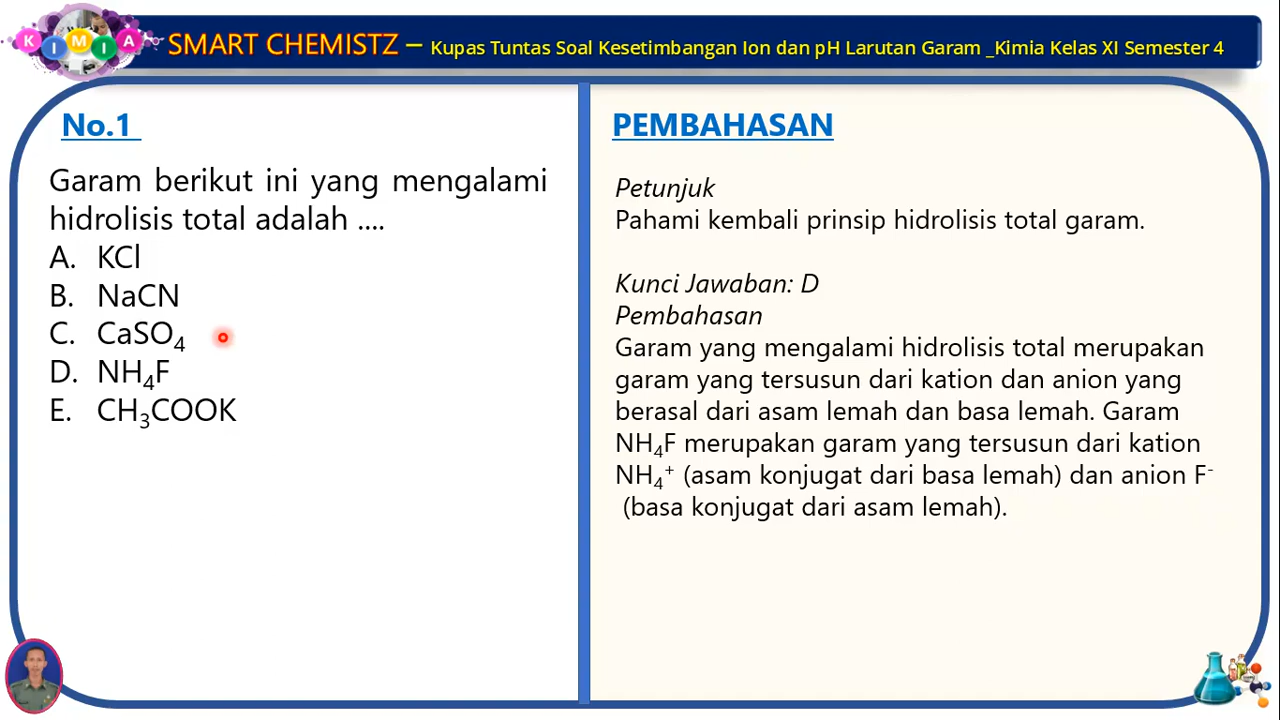 KIMIA
SMART CHEMISTZ – Kupas Tuntas Soal Kesetimbangan Ion dan pH Larutan Garam _Kimia Kelas XI Semester 4
No.1
Garam berikut ini yang mengalami
hidrolisis total adalah ....
A. KCl
B. NaCN
C. CaSO₄
D. NH₄F
E. CH₃COOK
PEMBAHASAN
Petunjuk
Pahami kembali prinsip hidrolisis total garam.
Kunci Jawaban: D
Pembahasan
Garam yang mengalami hidrolisis total merupakan
garam yang tersusun dari kation dan anion yang
berasal dari asam lemah dan basa lemah. Garam
NH₄F merupakan garam yang tersusun dari kation
NH₄⁺ (asam konjugat dari basa lemah) dan anion F⁻
(basa konjugat dari asam lemah).